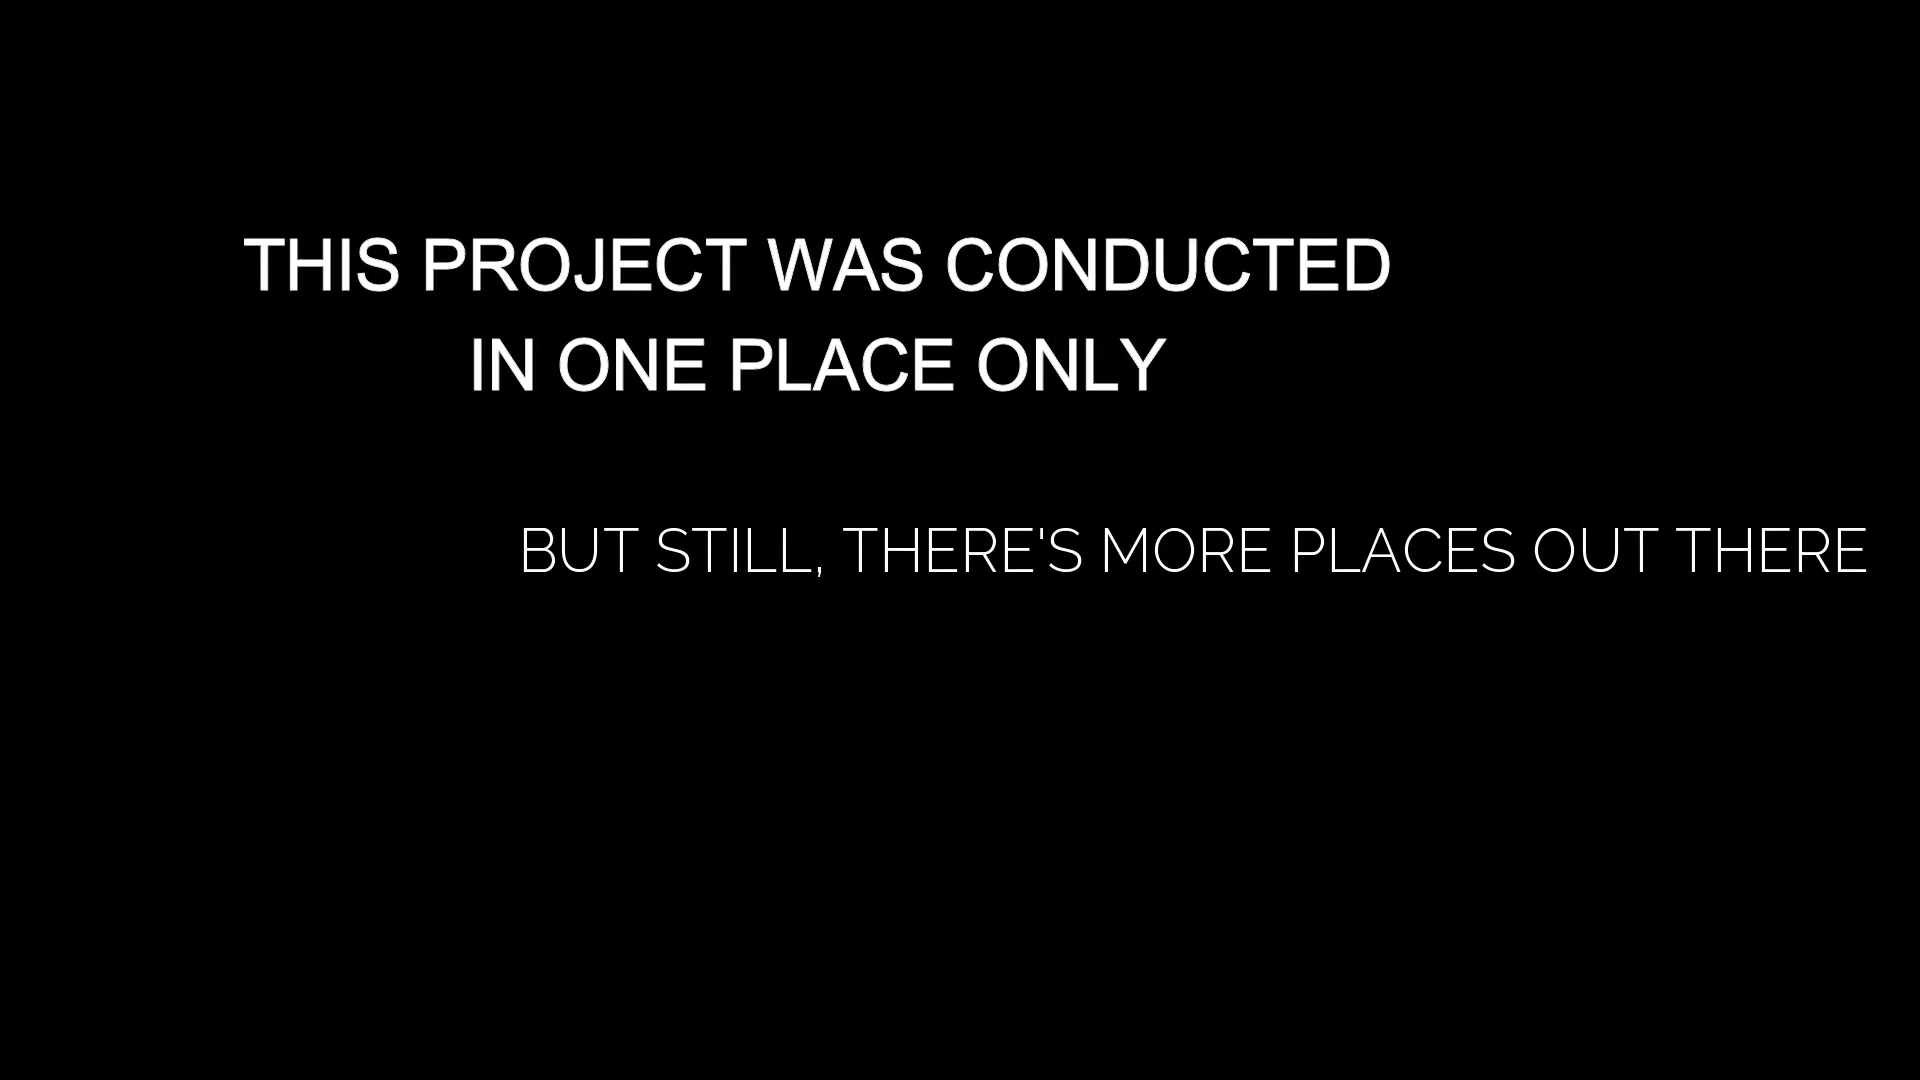 THIS PROJECT WAS CONDUCTED
IN ONE PLACE ONLY
BUT STILL, THERE'S MORE PLACES OUT THERE